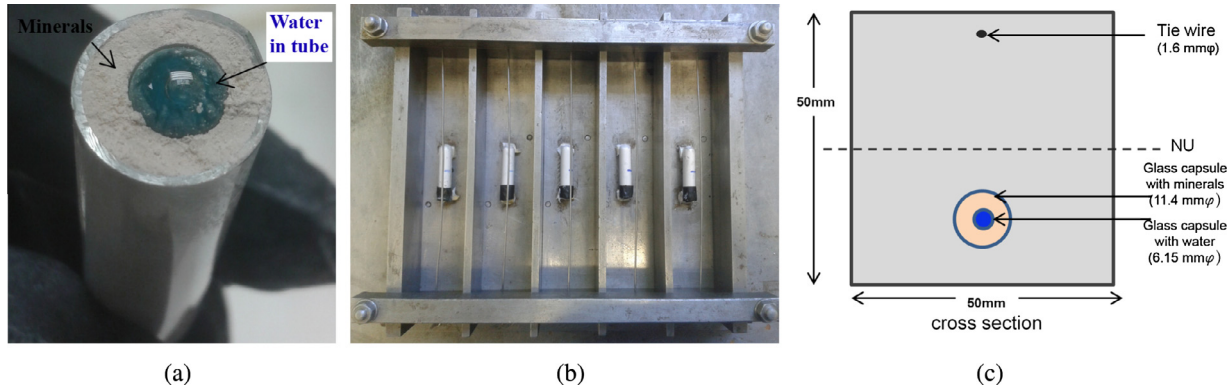 Minerals
Water
in tube
(a)
(b)
50mm
Tie wire
(1.6 mmφ)
NU
Glass capsule
with minerals
(11.4 mmφ)
Glass capsule
with water
(6.15 mmφ)
50mm
cross section
(c)